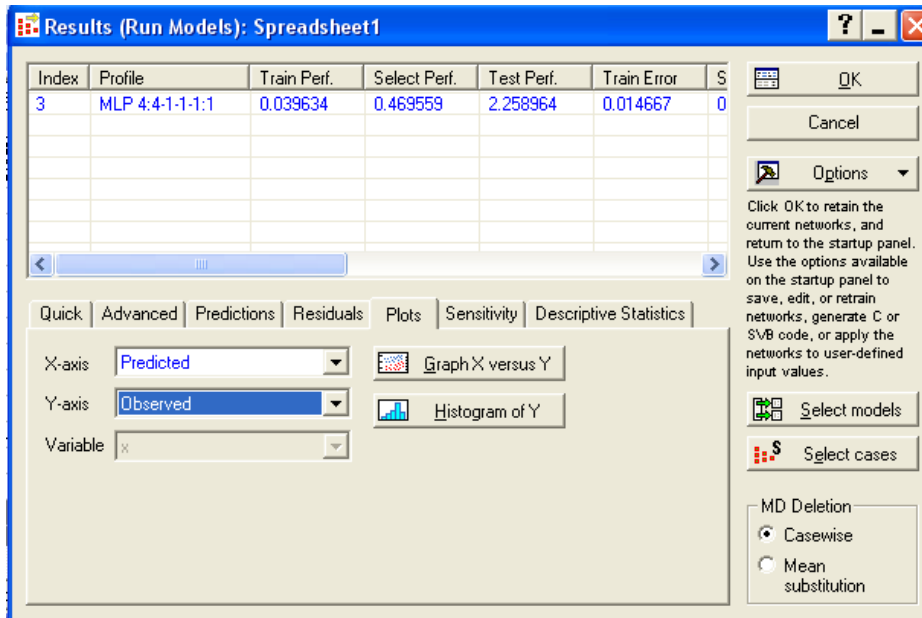 Results (Run Models): Spreadsheet1
Index Profile Train Perf. Select Perf. Test Perf. Train Error S
3 MLP 4:4-1-1-1:1 0.039634 0.469559 2.258964 0.014667 0
OK
Cancel
Options
Click OK to retain the
current networks, and
return to the startup panel.
Use the options available
on the startup panel to
save, edit, or retrain
networks, generate C or
SVB code, or apply the
networks to user-defined
input values.
Select models
Select cases
S
MD Deletion
Casewise
Mean
substitution
Quick Advanced Predictions Residuals Plots Sensitivity Descriptive Statistics
X-axis Predicted Graph X versus Y
Y-axis Observed Histogram of Y
Variable x